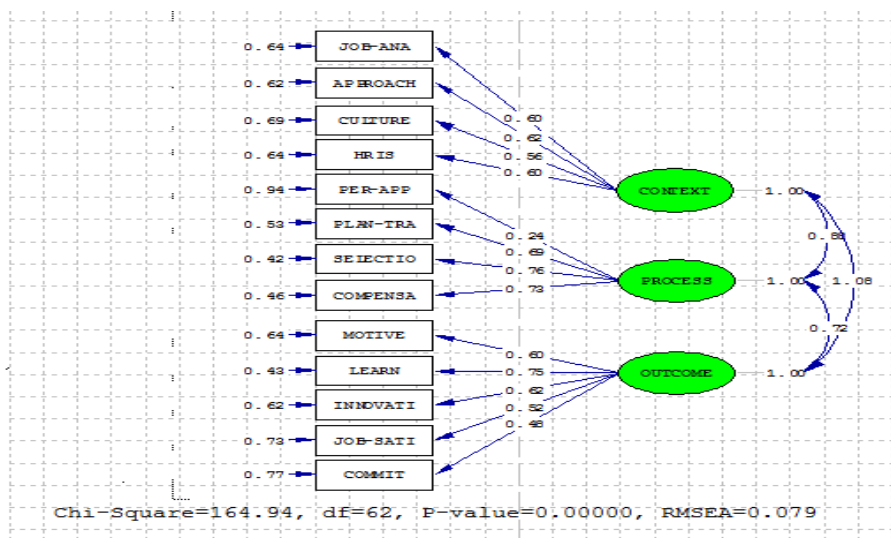 0.64 JOB-ANA
0.62 APPROACH
0.60
0.69 CULTURE
0.62
0.56
0.64 HRIS
0.60
0.94 PER-APP
CONTEXT 1.00
0.53 PLAN-TRA
0.24
0.69
0.42 SELECTIO
0.76
0.46 COMPENSA
0.73
PROCESS 1.00
1.08
0.64 MOTIVE
0.72
0.60
0.43 LEARN
0.75
OUTCOME 1.00
0.62 INNOVATI
0.62
0.52
0.73 JOB-SATI
0.77 COMMIT
Chi-Square=164.94, df=62, P-value=0.00000, RMSEA=0.079